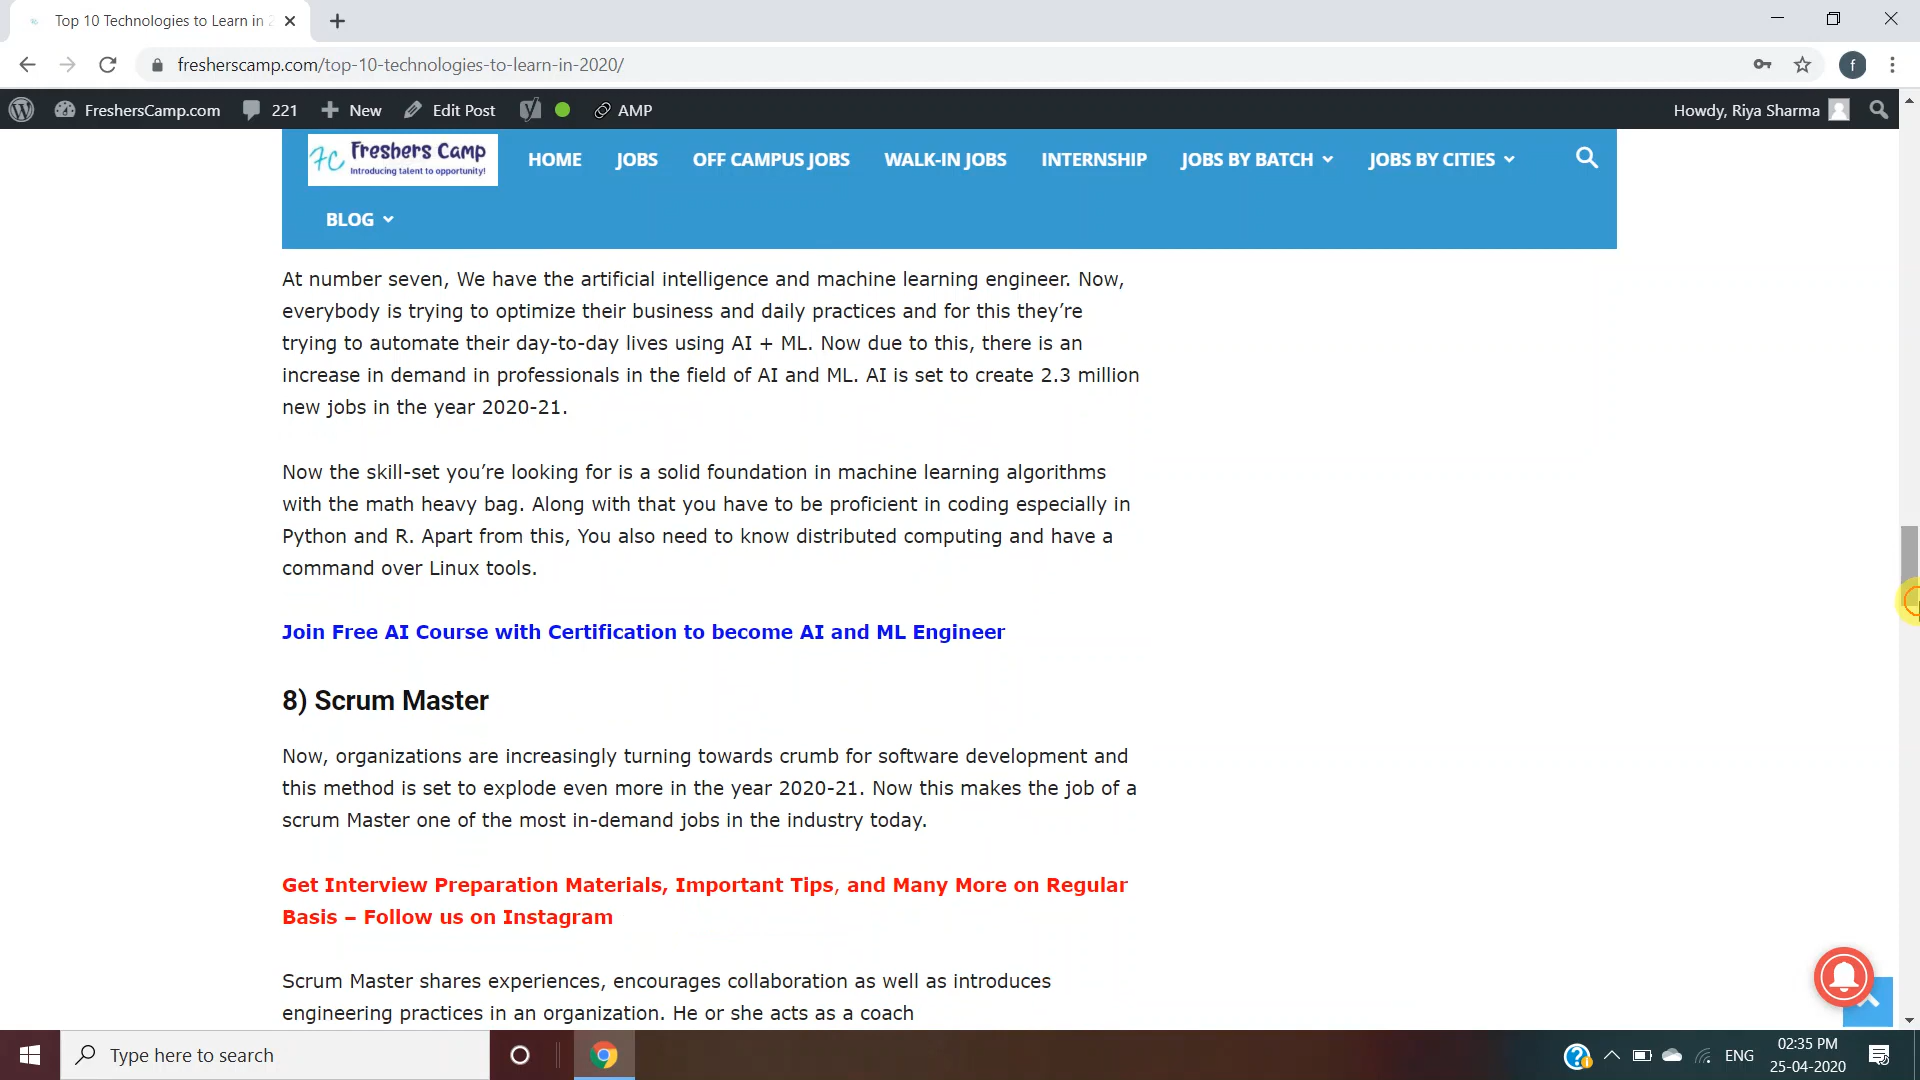 Top 10 Technologies to Learn in 2
fresherscamp.com/top-10-technologies-to-learn-in-2020/
f
FreshersCamp.com 221 New Edit Post AMP Howdy, Riya Sharma
FC Freshers Camp
Introducing talent to opportunity!
HOME JOBS OFF CAMPUS JOBS WALK-IN JOBS INTERNSHIP JOBS BY BATCH JOBS BY CITIES
BLOG
At number seven, We have the artificial intelligence and machine learning engineer. Now,
everybody is trying to optimize their business and daily practices and for this they’re
trying to automate their day-to-day lives using AI + ML. Now due to this, there is an
increase in demand in professionals in the field of AI and ML. AI is set to create 2.3 million
new jobs in the year 2020-21.
Now the skill-set you’re looking for is a solid foundation in machine learning algorithms
with the math heavy bag. Along with that you have to be proficient in coding especially in
Python and R. Apart from this, You also need to know distributed computing and have a
command over Linux tools.
Join Free AI Course with Certification to become AI and ML Engineer
8) Scrum Master
Now, organizations are increasingly turning towards crumb for software development and
this method is set to explode even more in the year 2020-21. Now this makes the job of a
scrum Master one of the most in-demand jobs in the industry today.
Get Interview Preparation Materials, Important Tips, and Many More on Regular
Basis – Follow us on Instagram
Scrum Master shares experiences, encourages collaboration as well as introduces
engineering practices in an organization. He or she acts as a coach
Type here to search
ENG
02:35 PM
25-04-2020